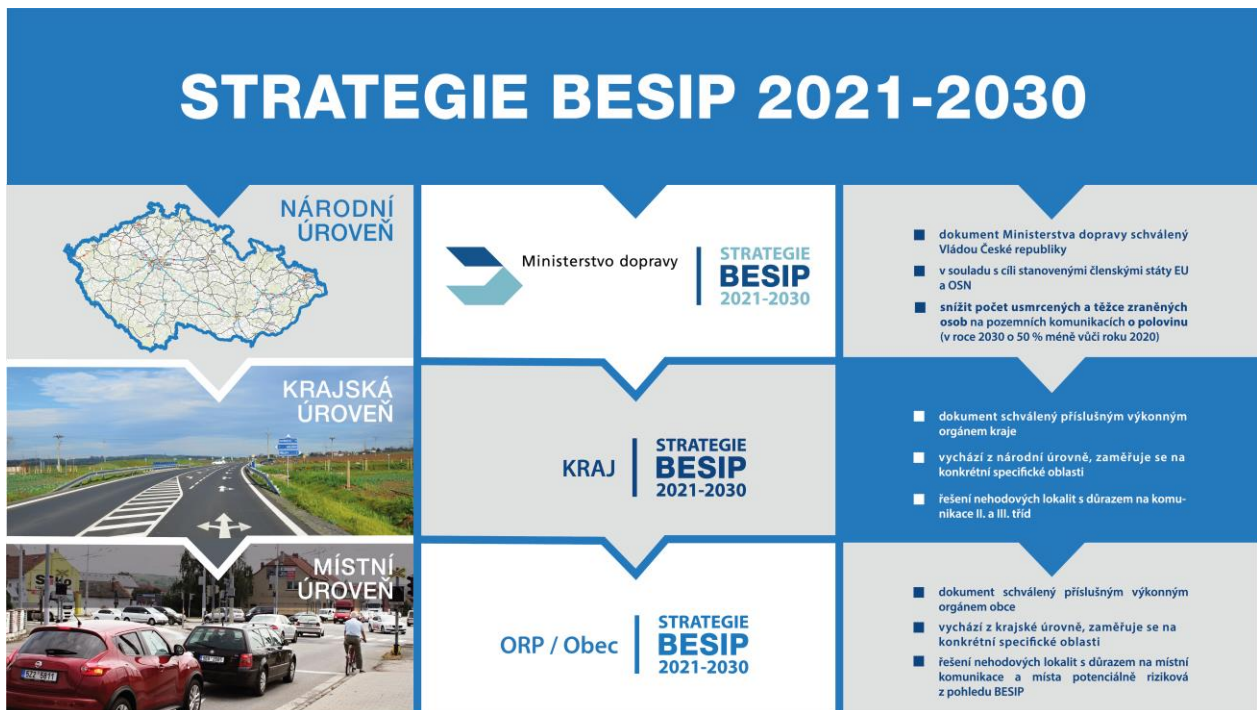 STRATEGIE BESIP 2021-2030
NÁRODNÍ
ÚROVEŇ
Ministerstvo dopravy
STRATEGIE
BESIP
2021-2030
dokument Ministerstva dopravy schválený
Vládou České republiky
v souladu s cíli stanovenými členskými státy EU
a OSN
snížit počet usmrcených a těžce zraněných
osob na pozemních komunikacích o polovinu
(v roce 2030 o 50 % méně vůči roku 2020)
KRAJSKÁ
ÚROVEŇ
KRAJ
STRATEGIE
BESIP
2021-2030
dokument schválený příslušným výkonným
orgánem kraje
vychází z národní úrovně, zaměřuje se na
konkrétní specifické oblasti
řešení nehodových lokalit s důrazem na komu-
nikace II. a III. tříd
MÍSTNÍ
ÚROVEŇ
ORP / Obec
STRATEGIE
BESIP
2021-2030
dokument schválený příslušným výkonným
orgánem obce
vychází z krajské úrovně, zaměřuje se na
konkrétní specifické oblasti
řešení nehodových lokalit s důrazem na místní
komunikace a místa potenciálně riziková
z pohledu BESIP